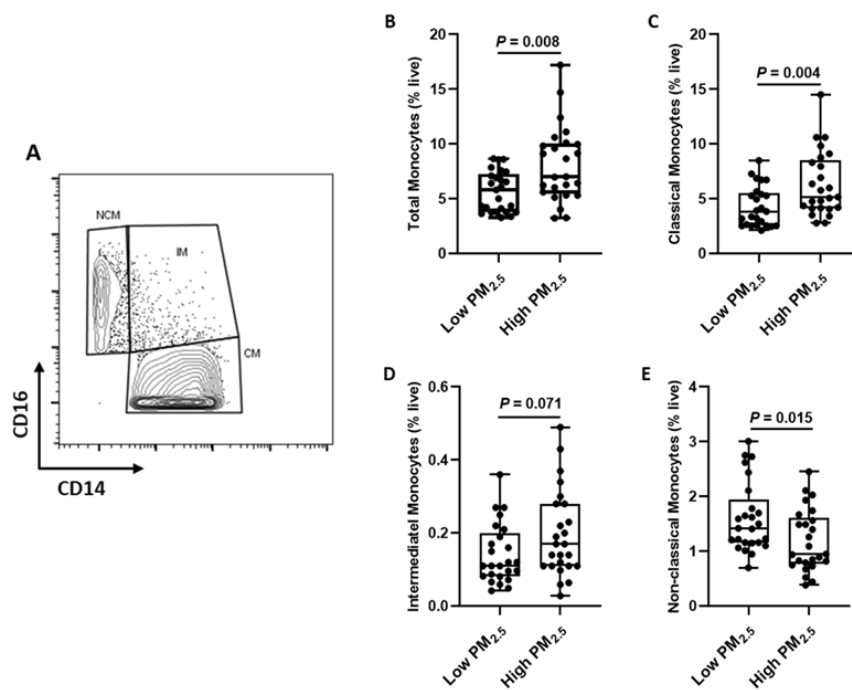 A
NCM
IM
CM
CD16
CD14
B
Total Monocytes (% live)
20
15
10
5
0
P = 0.008
Low PM2.5
High PM2.5
C
Classical Monocytes (% live)
20
15
10
5
0
P = 0.004
Low PM2.5
High PM2.5
D
Intermediatel Monocytes (% live)
0.6
0.4
0.2
0.0
P = 0.071
Low PM2.5
High PM2.5
E
Non-classical Monocytes (% live)
4
3
2
1
0
P = 0.015
Low PM2.5
High PM2.5